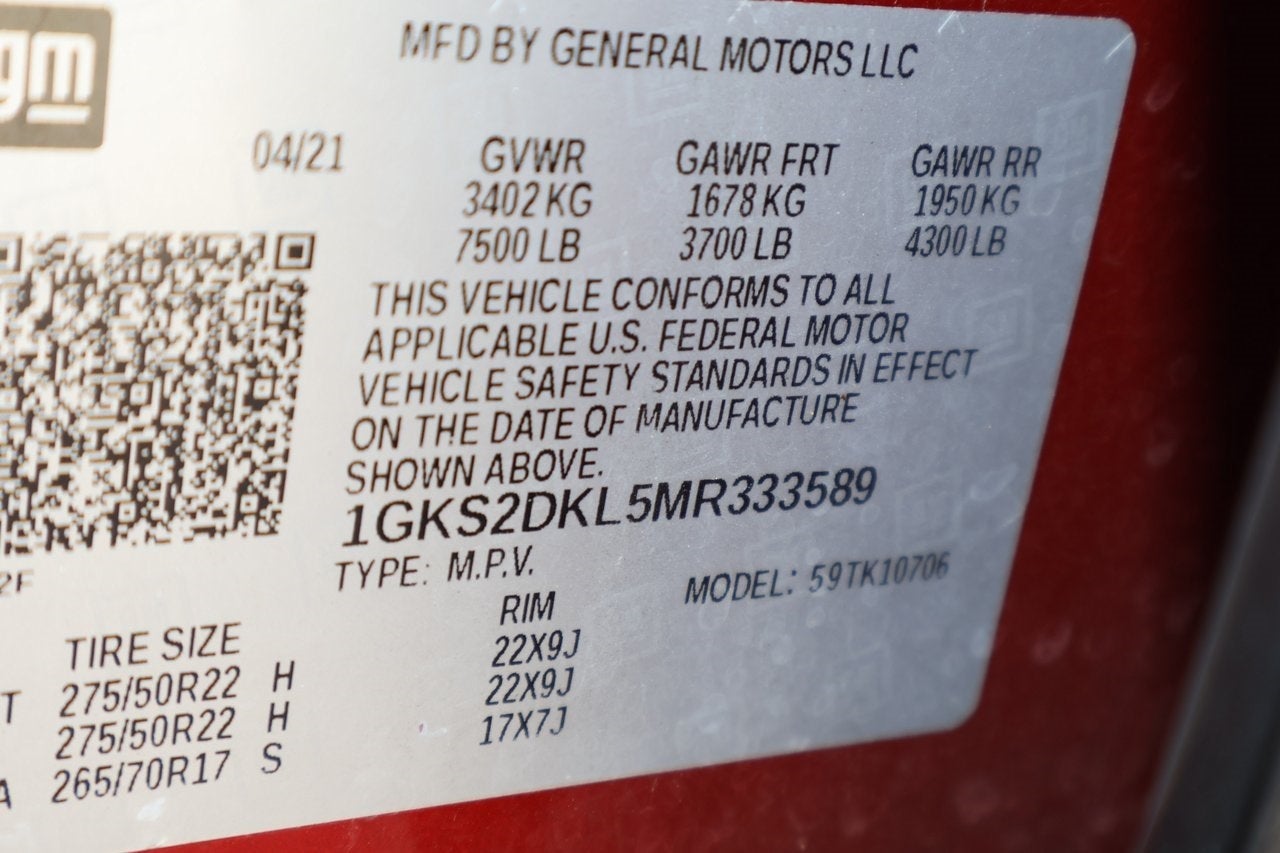 gm
MFD BY GENERAL MOTORS LLC
04/21 GVWR GAWR FRT GAWR RR
3402 KG 1678 KG 1950 KG
7500 LB 3700 LB 4300 LB
THIS VEHICLE CONFORMS TO ALL
APPLICABLE U.S. FEDERAL MOTOR
VEHICLE SAFETY STANDARDS IN EFFECT
ON THE DATE OF MANUFACTURE
SHOWN ABOVE.
1GKS2DKL5MR333589
2F
TYPE: M.P.V. MODEL: 59TK10706
TIRE SIZE RIM
T 275/50R22 H 22X9J
275/50R22 H 22X9J
A 265/70R17 S 17X7J